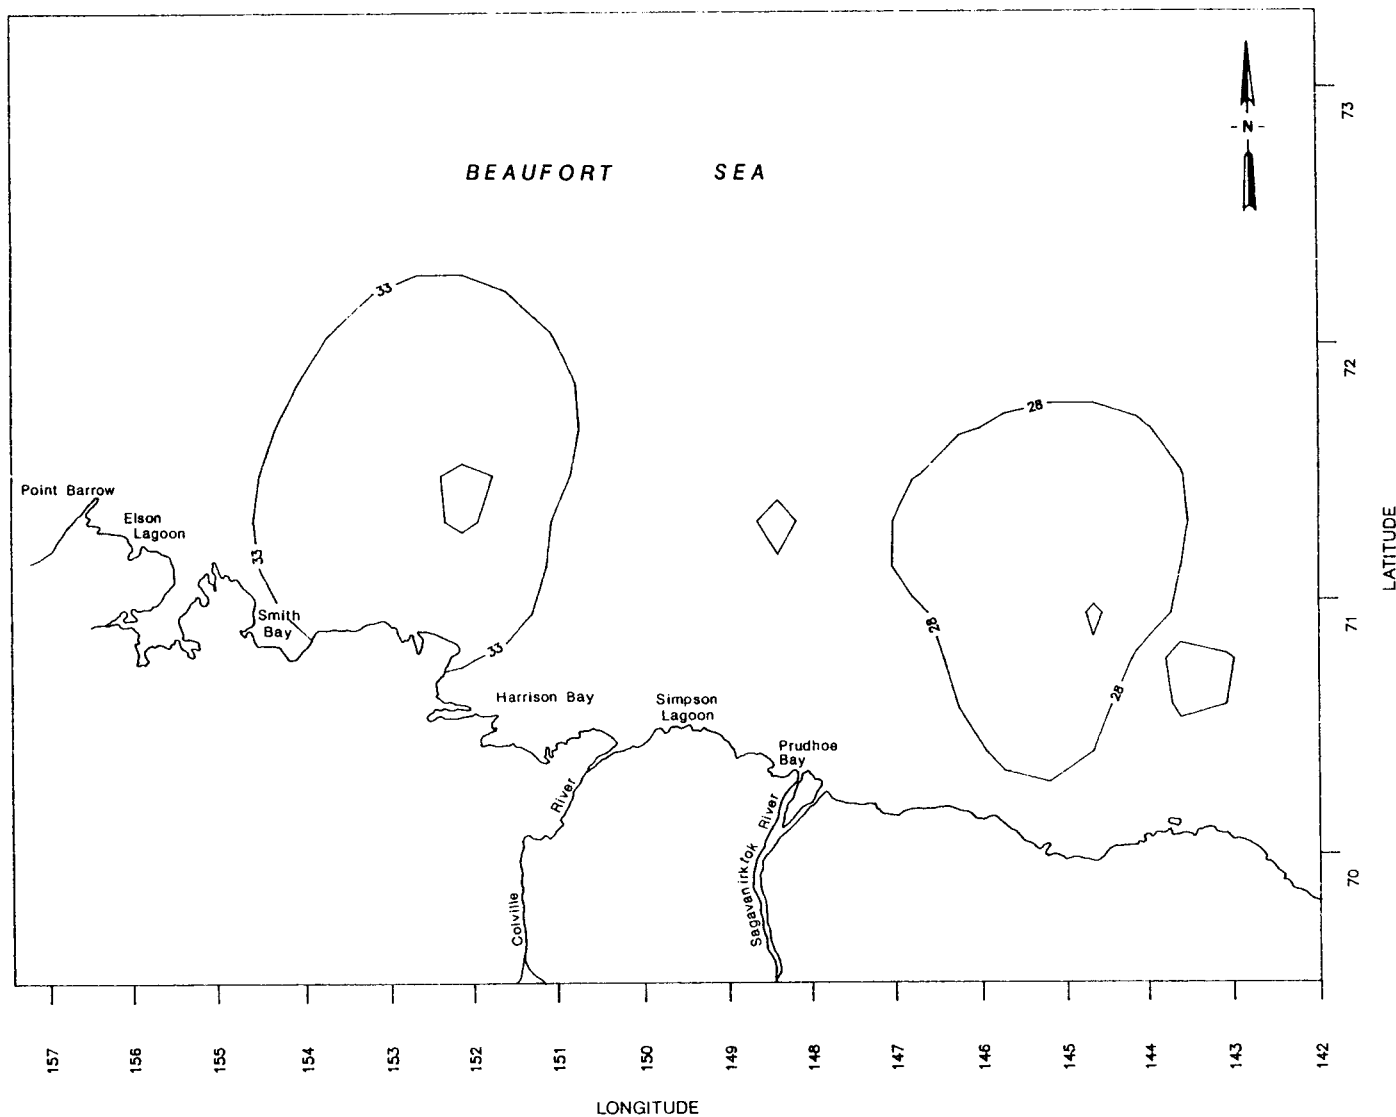 73
- N -
BEAUFORT SEA
33
72
28
Point Barrow
Elson
Lagoon
LATITUDE
33
Smith
Bay
71
28
33
28
Harrison Bay
Simpson
Lagoon
Prudhoe
Bay
River
River
Sagavanirktok
70
Colville
157 156 155 154 153 152 151 150 149 148 147 146 145 144 143 142
LONGITUDE